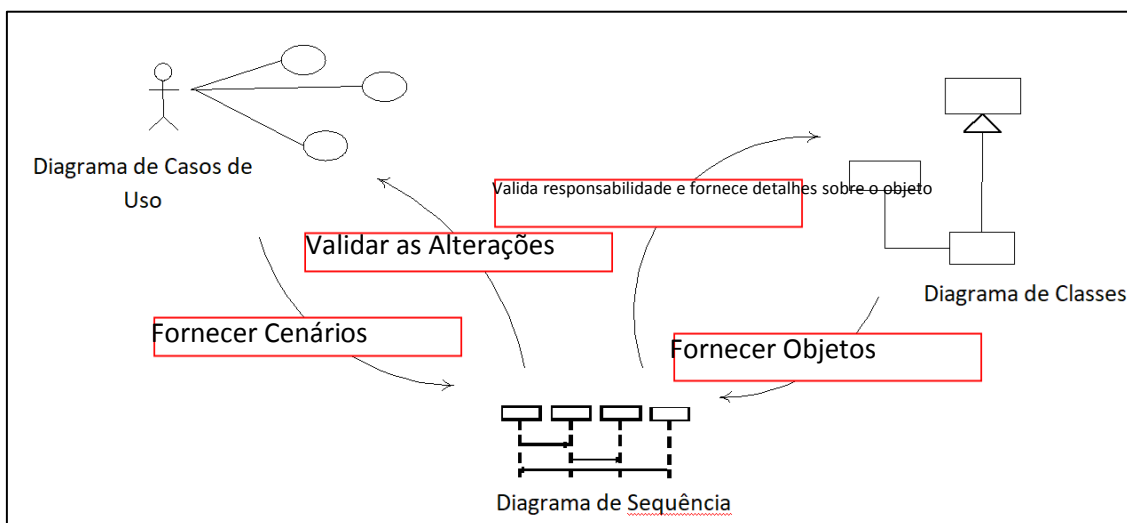 Diagrama de Casos de
Uso
Valida responsabilidade e fornece detalhes sobre o objeto
Validar as Alterações
Diagrama de Classes
Fornecer Cenários
Fornecer Objetos
Diagrama de Sequência